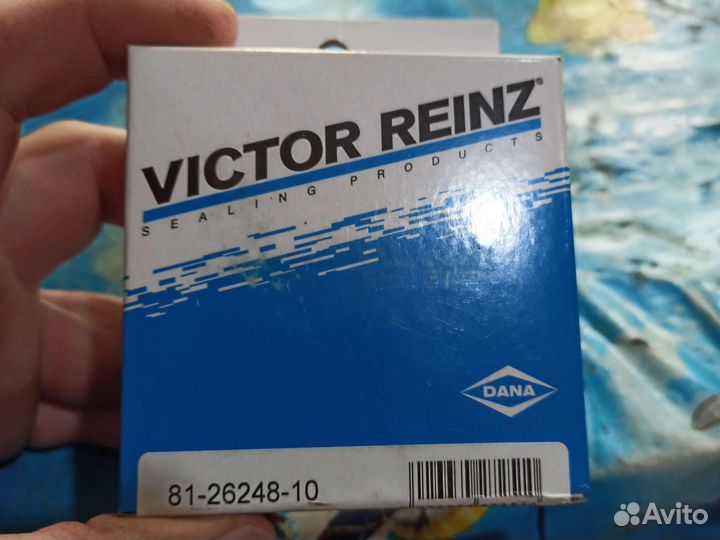 VICTOR REINZ®
SEALING PRODUCTS
DANA
81-26248-10
Avito